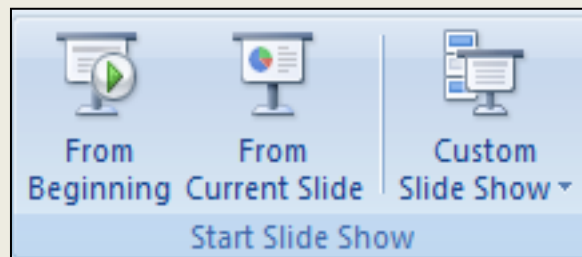 From
Beginning
From
Current Slide
Custom
Slide Show
Start Slide Show